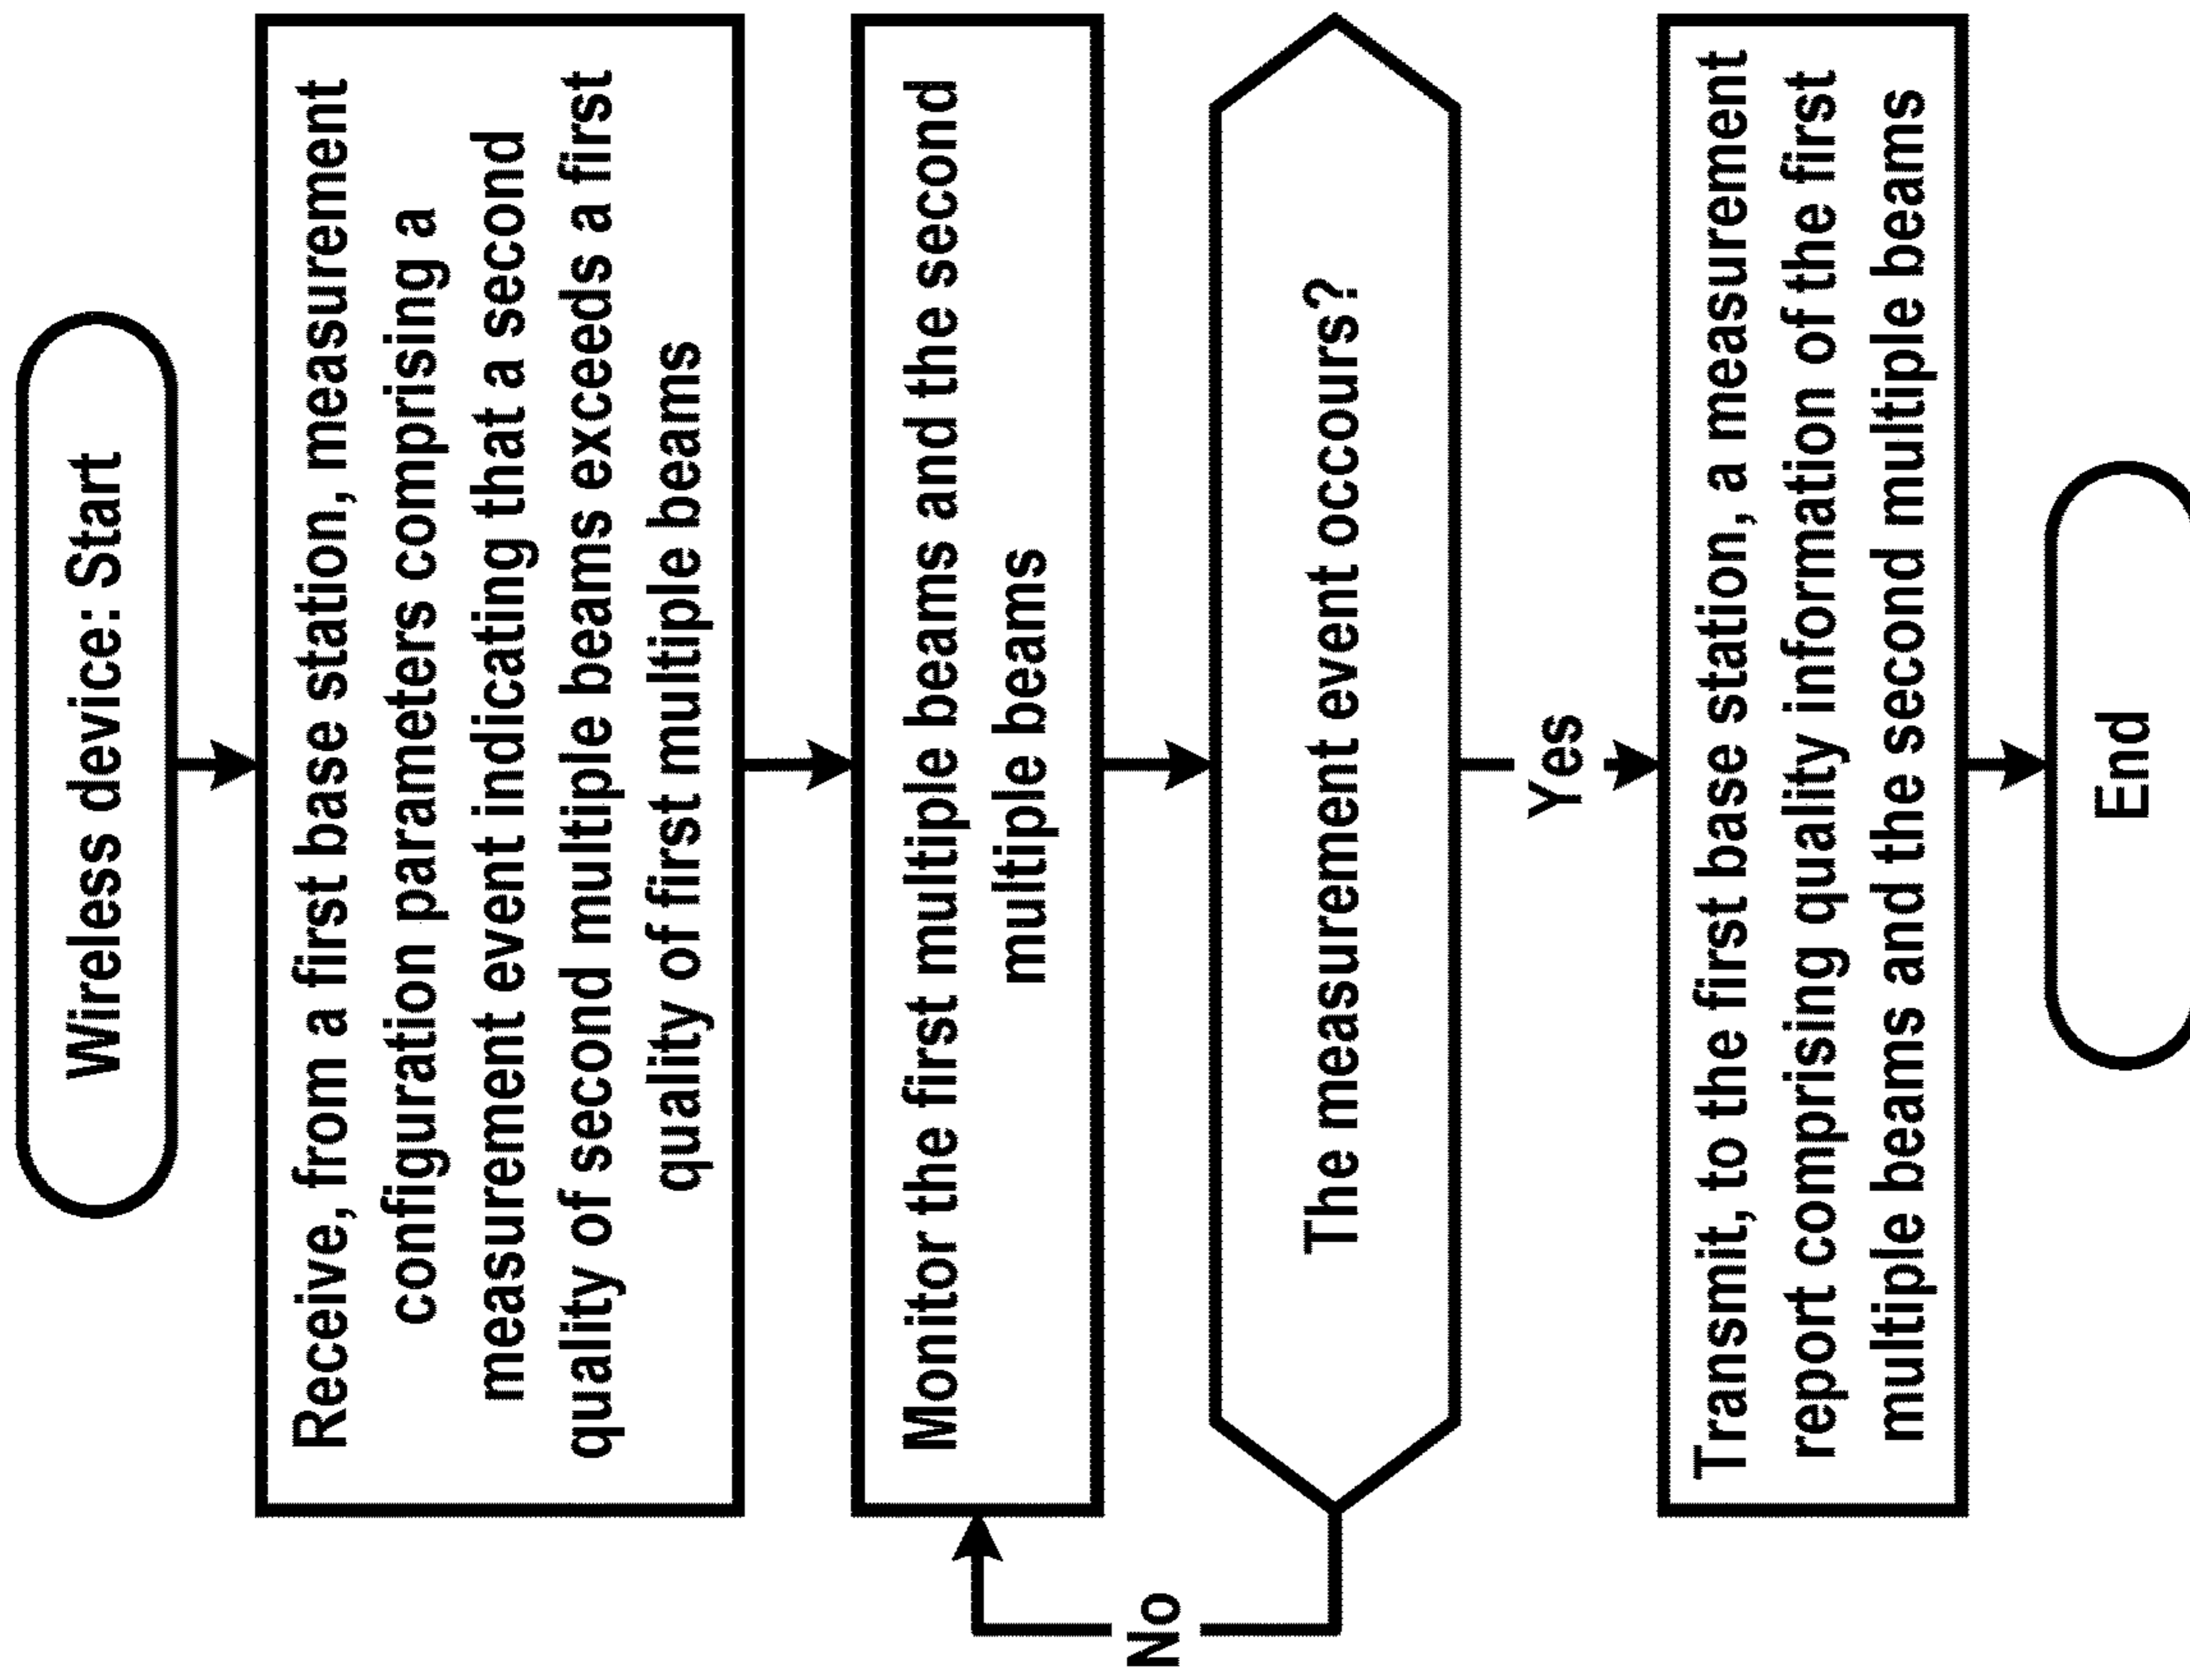 Wireless device: Start
Receive, from a first base station, measurement
configuration parameters comprising a
measurement event indicating that a second
quality of second multiple beams exceeds a first
quality of first multiple beams
Monitor the first multiple beams and the second
multiple beams
The measurement event occours?
No
Yes
Transmit, to the first base station, a measurement
report comprising quality information of the first
multiple beams and the second multiple beams
End